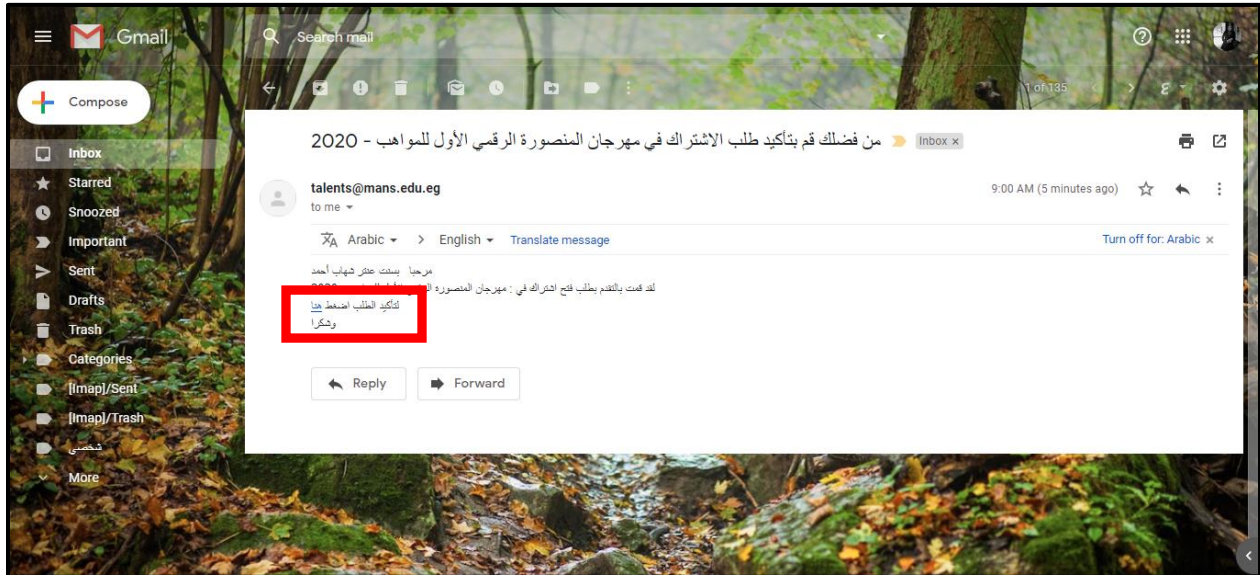 Gmail
Search mail
Compose
1 of 135
ع
Inbox
Starred
Snoozed
Important
Sent
Drafts
Trash
Categories
[Imap]/Sent
[Imap]/Trash
شخصى
More
من فضلك قم بتأكيد طلب الاشتراك في مهرجان المنصورة الرقمي الأول للمواهب - 2020
Inbox x
talents@mans.edu.eg
9:00 AM (5 minutes ago)
to me
Arabic > English Translate message
Turn off for: Arabic x
مرحبا بسنت عنتر شهاب أحمد
لقد قمت بالتقدم بطلب فتح اشتراك في : مهرجان المنصورة
لتأكيد الطلب اضغط هنا
وشكرا
Reply
Forward